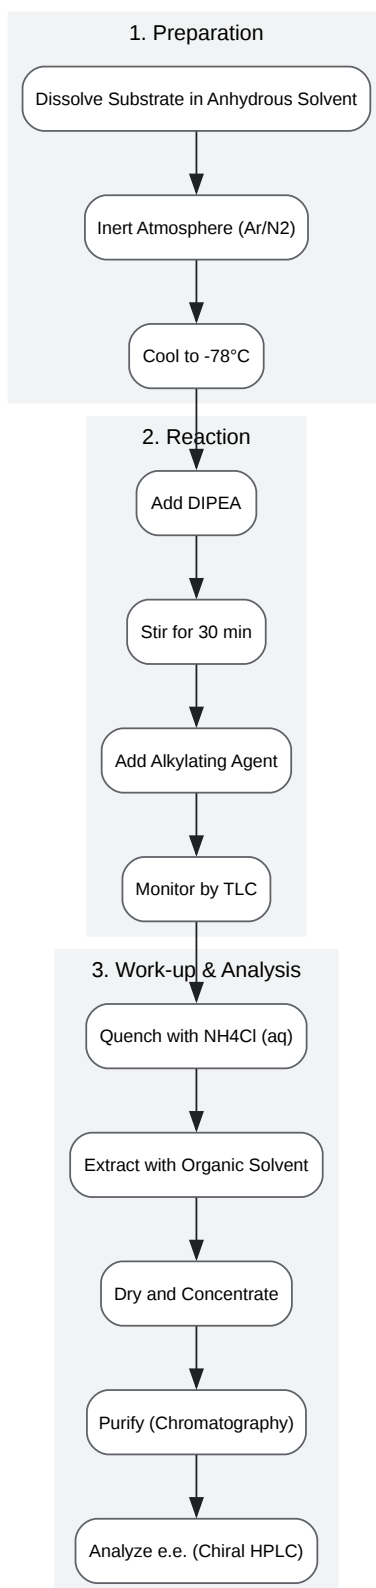 1. Preparation
Dissolve Substrate in Anhydrous Solvent
Inert Atmosphere (Ar/N2)
Cool to -78°C
2. Reaction
Add DIPEA
Stir for 30 min
Add Alkylating Agent
Monitor by TLC
3. Work-up & Analysis
Quench with NH4Cl (aq)
Extract with Organic Solvent
Dry and Concentrate
Purify (Chromatography)
Analyze e.e. (Chiral HPLC)